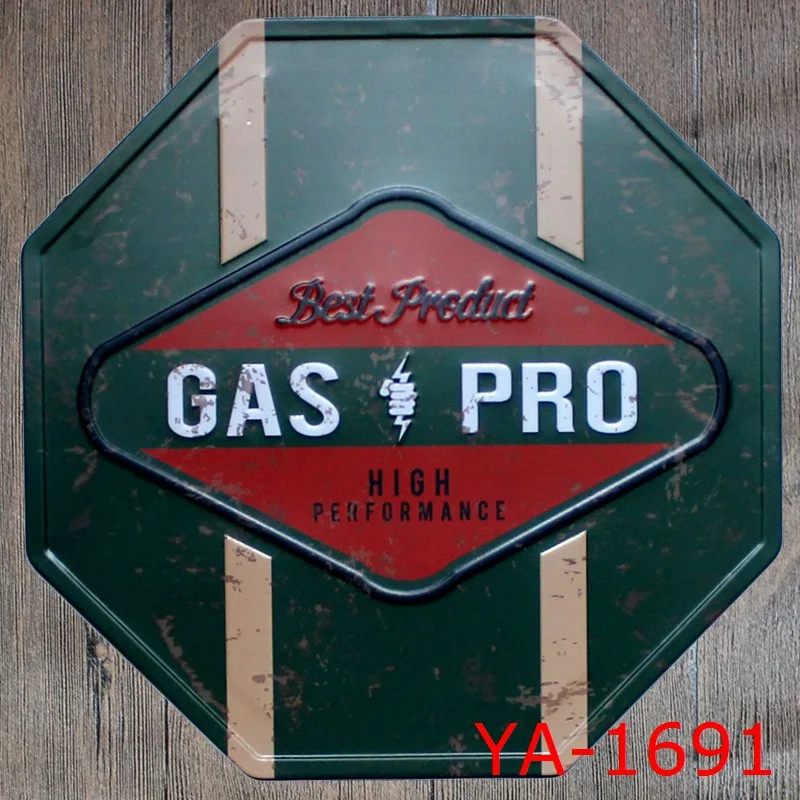 Best Product
GAS PRO
HIGH
PERFORMANCE
YA-1691